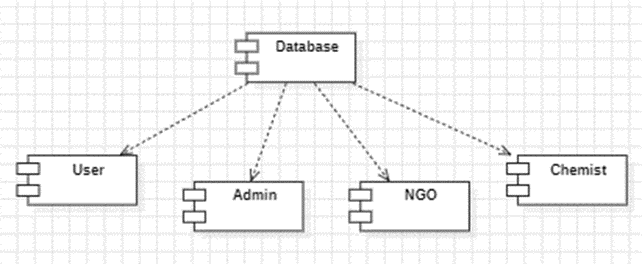 Database
User
Admin
NGO
Chemist